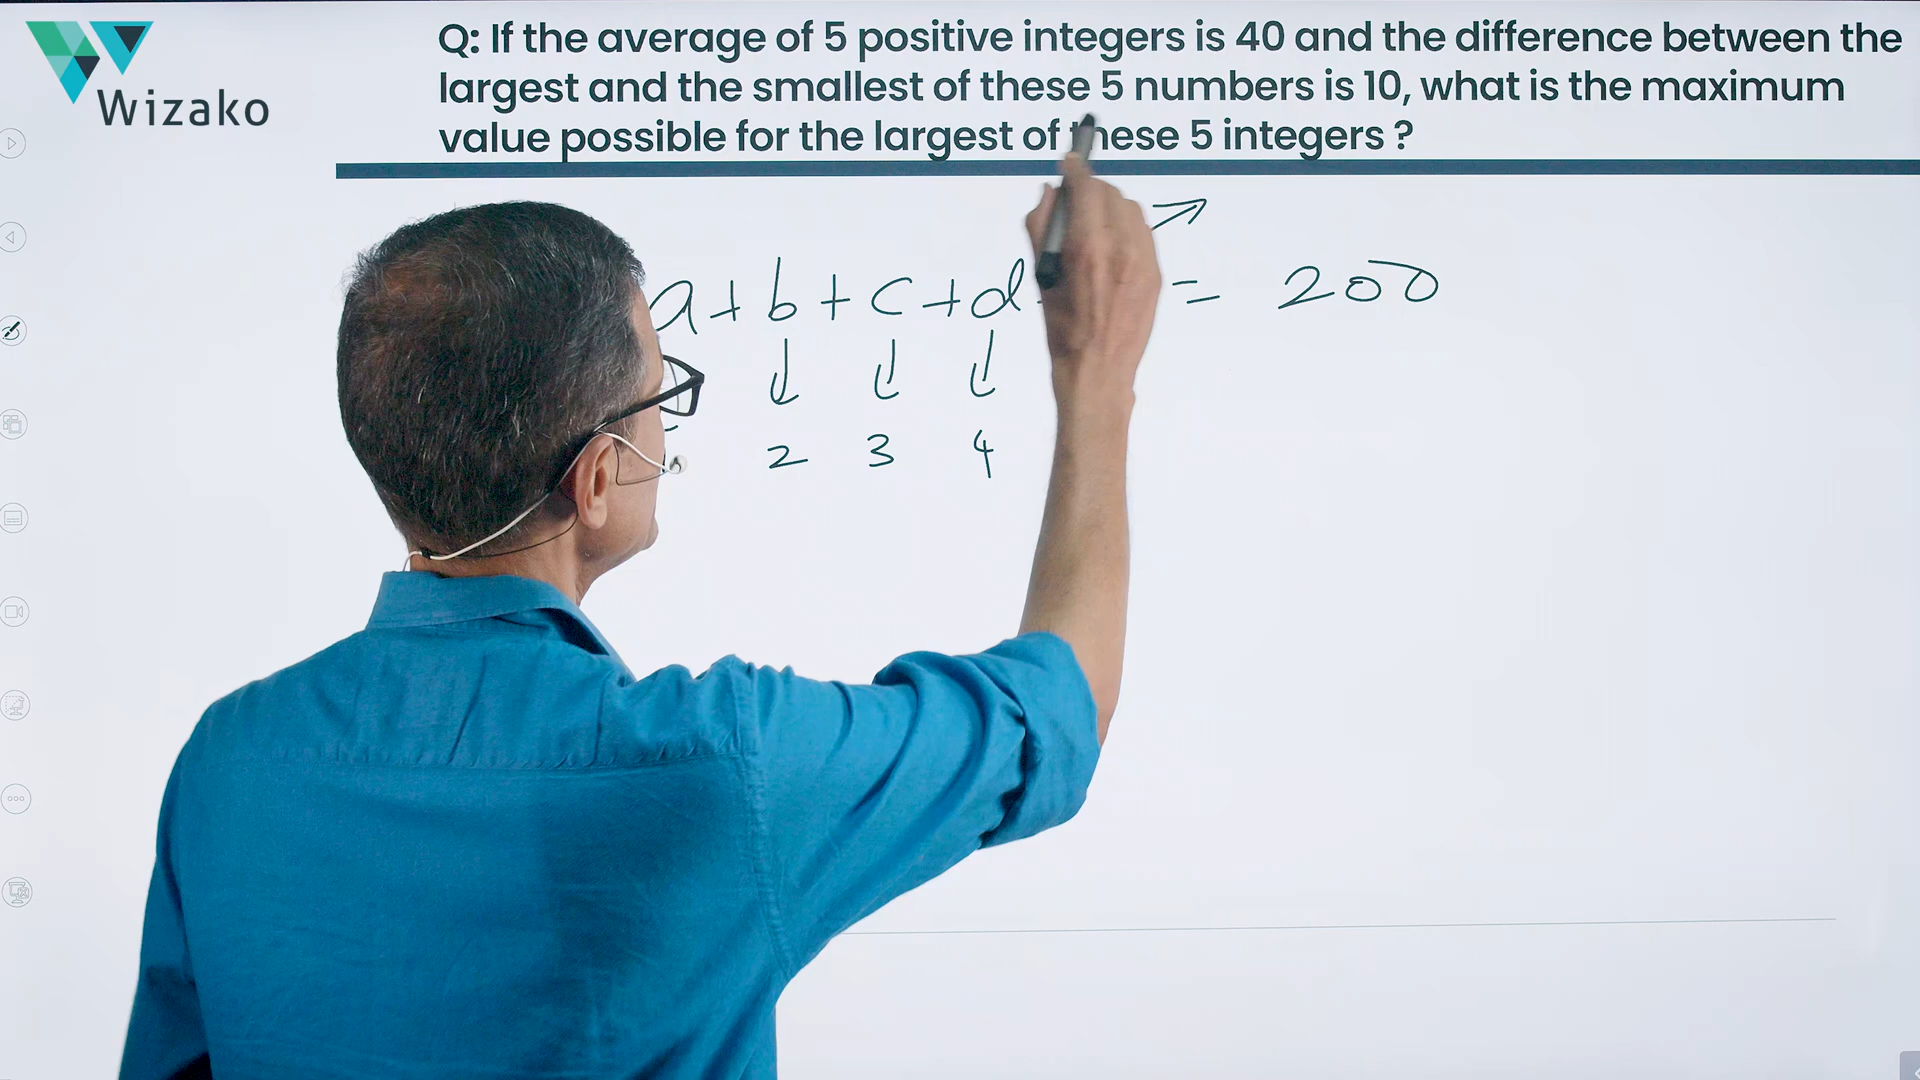 Wizako
Q: If the average of 5 positive integers is 40 and the difference between the
largest and the smallest of these 5 numbers is 10, what is the maximum
value possible for the largest of these 5 integers ?
a + b + c + d = 200
2 3 4